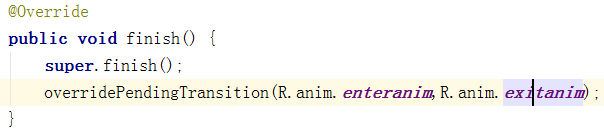 @Override
public void finish() {
super.finish();
overridePendingTransition(R.anim.enteranim,R.anim.exitanim);
}